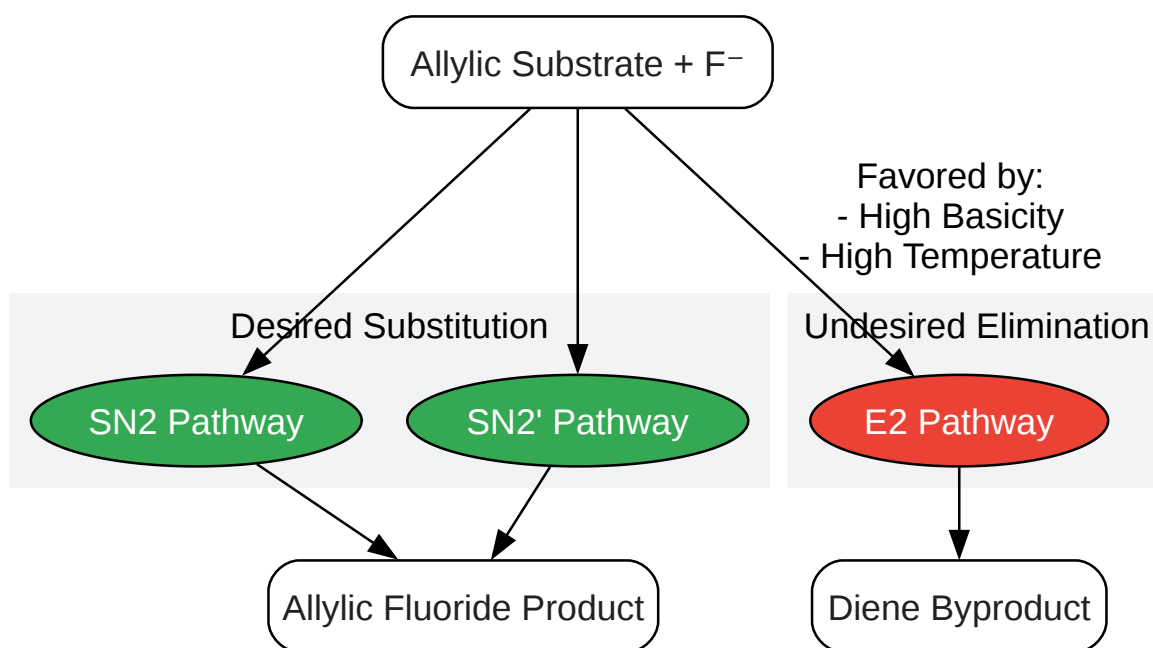 Allylic Substrate + F⁻
Favored by:
- High Basicity
- High Temperature
Desired Substitution
Undesired Elimination
SN2 Pathway
SN2' Pathway
E2 Pathway
Allylic Fluoride Product
Diene Byproduct